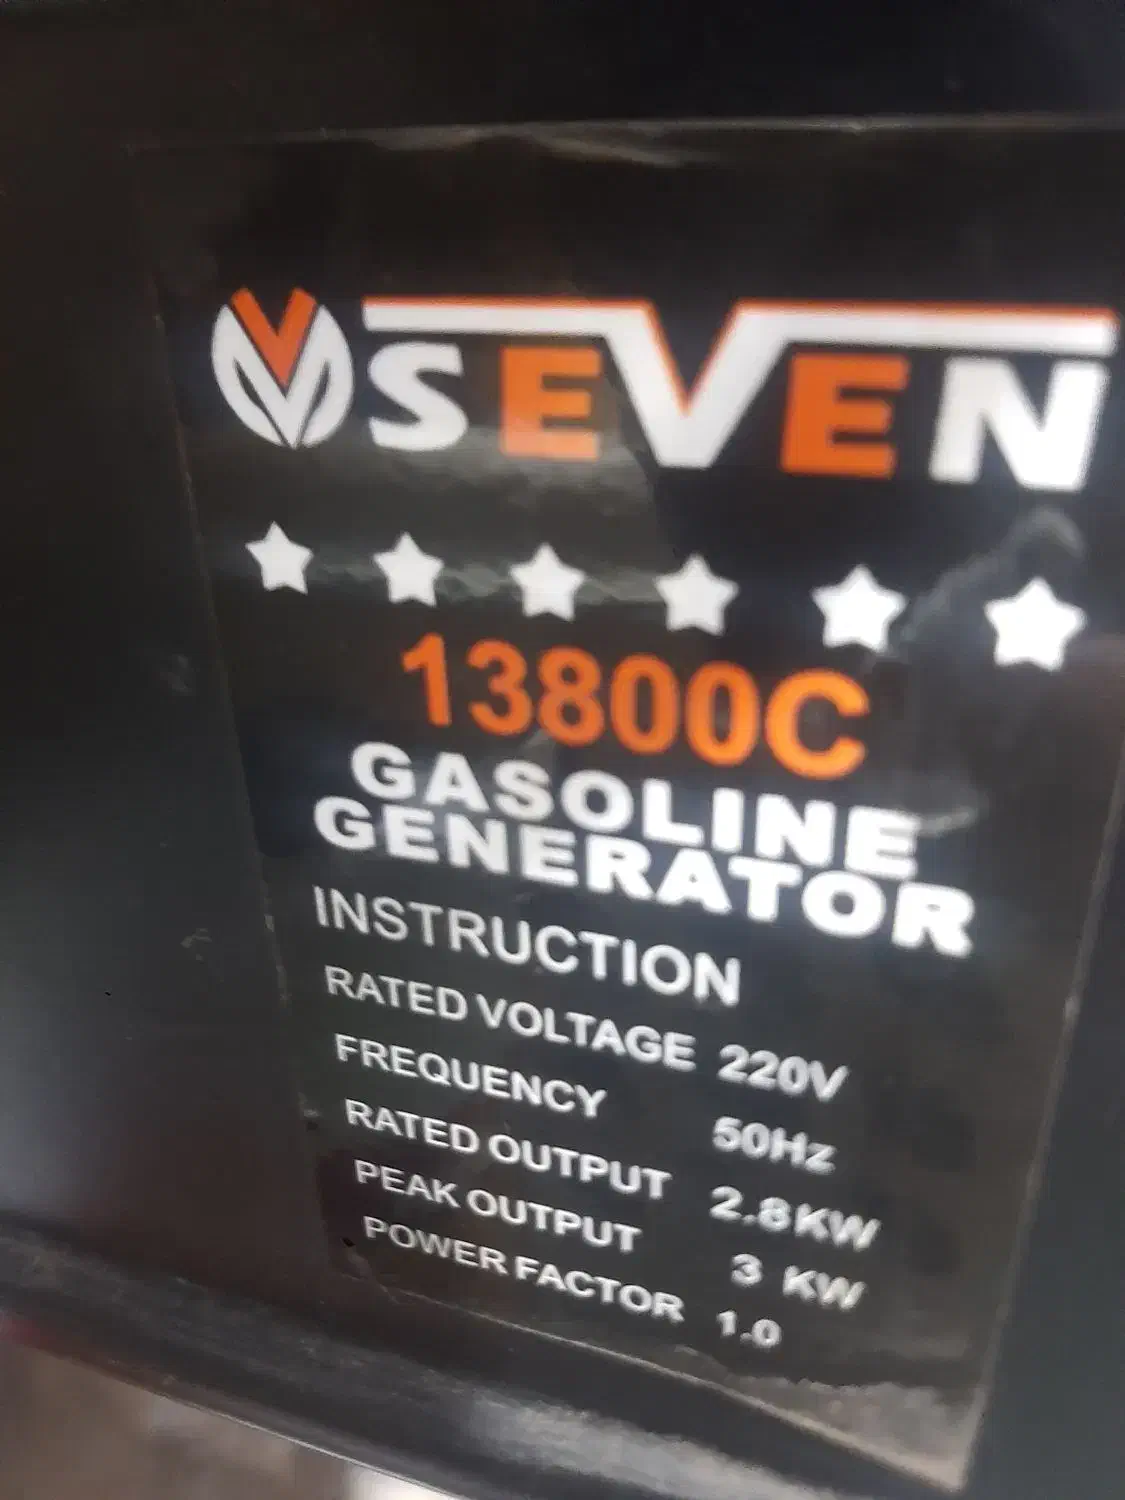 SEVEN
13800C
GASOLINE
GENERATOR
INSTRUCTION
RATED VOLTAGE 220V
FREQUENCY 50Hz
RATED OUTPUT 2.8KW
PEAK OUTPUT 3 KW
POWER FACTOR 1.0